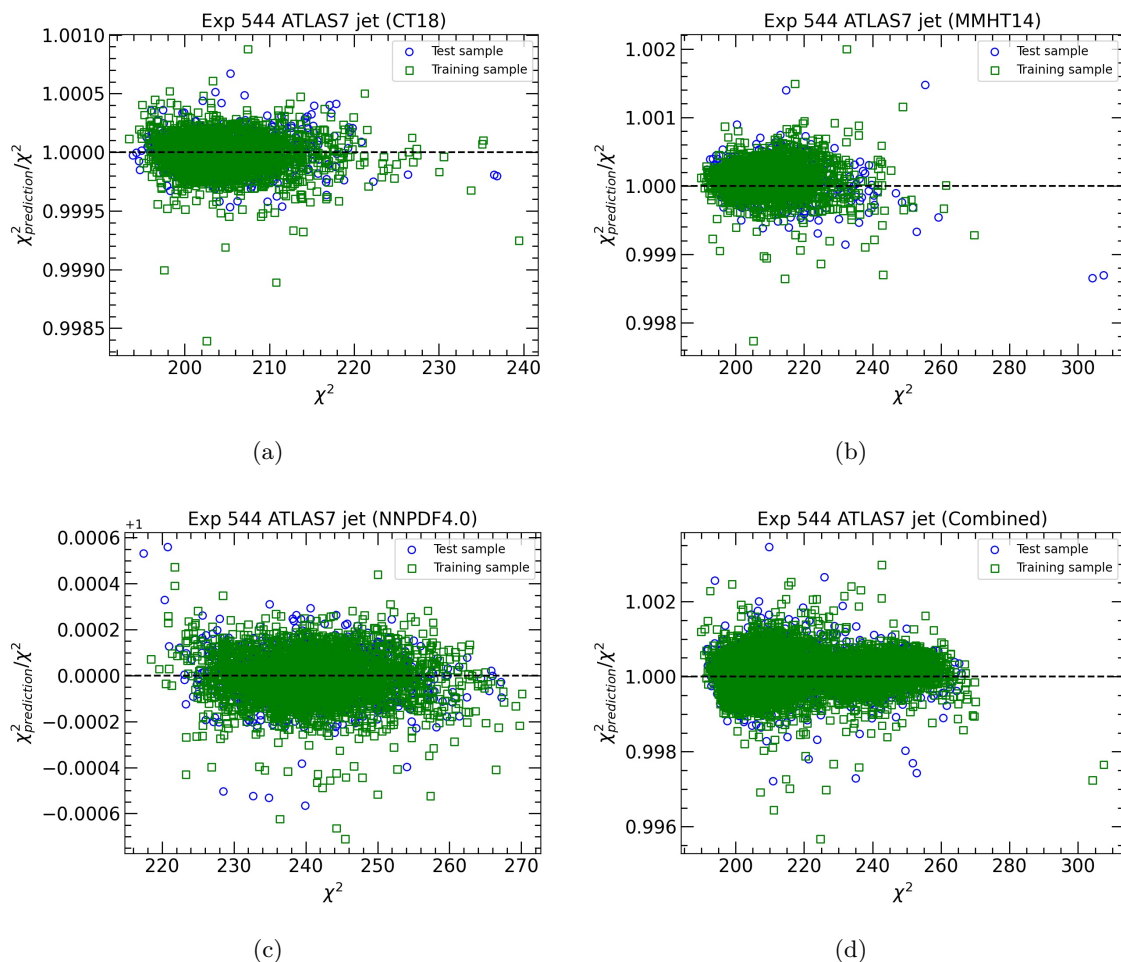 Exp 544 ATLAS7 jet (CT18)
Test sample
Training sample
1.0010
1.0005
1.0000
0.9995
0.9990
0.9985
χ²prediction/χ²
200 210 220 230 240
χ²
(a)
Exp 544 ATLAS7 jet (MMHT14)
Test sample
Training sample
1.002
1.001
1.000
0.999
0.998
χ²prediction/χ²
200 220 240 260 280 300
χ²
(b)
Exp 544 ATLAS7 jet (NNPDF4.0)
+1
Test sample
Training sample
0.0006
0.0004
0.0002
0.0000
−0.0002
−0.0004
−0.0006
χ²prediction/χ²
220 230 240 250 260 270
χ²
(c)
Exp 544 ATLAS7 jet (Combined)
Test sample
Training sample
1.002
1.000
0.998
0.996
χ²prediction/χ²
200 220 240 260 280 300
χ²
(d)